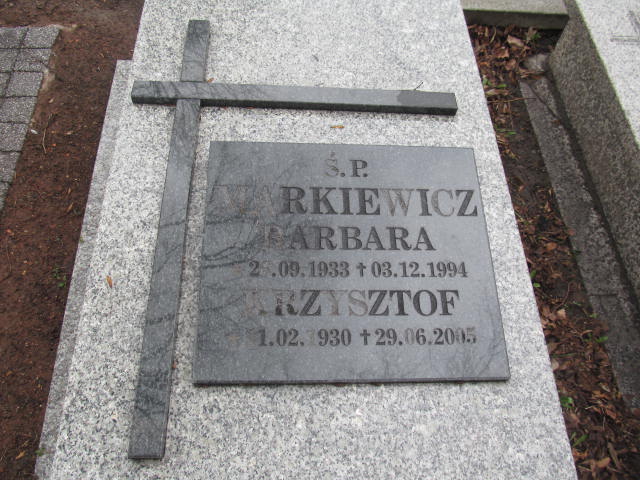 Ś.P.
MARKIEWICZ
BARBARA
† 03.12.1994
KRZYSZTOF
† 29.06.2005